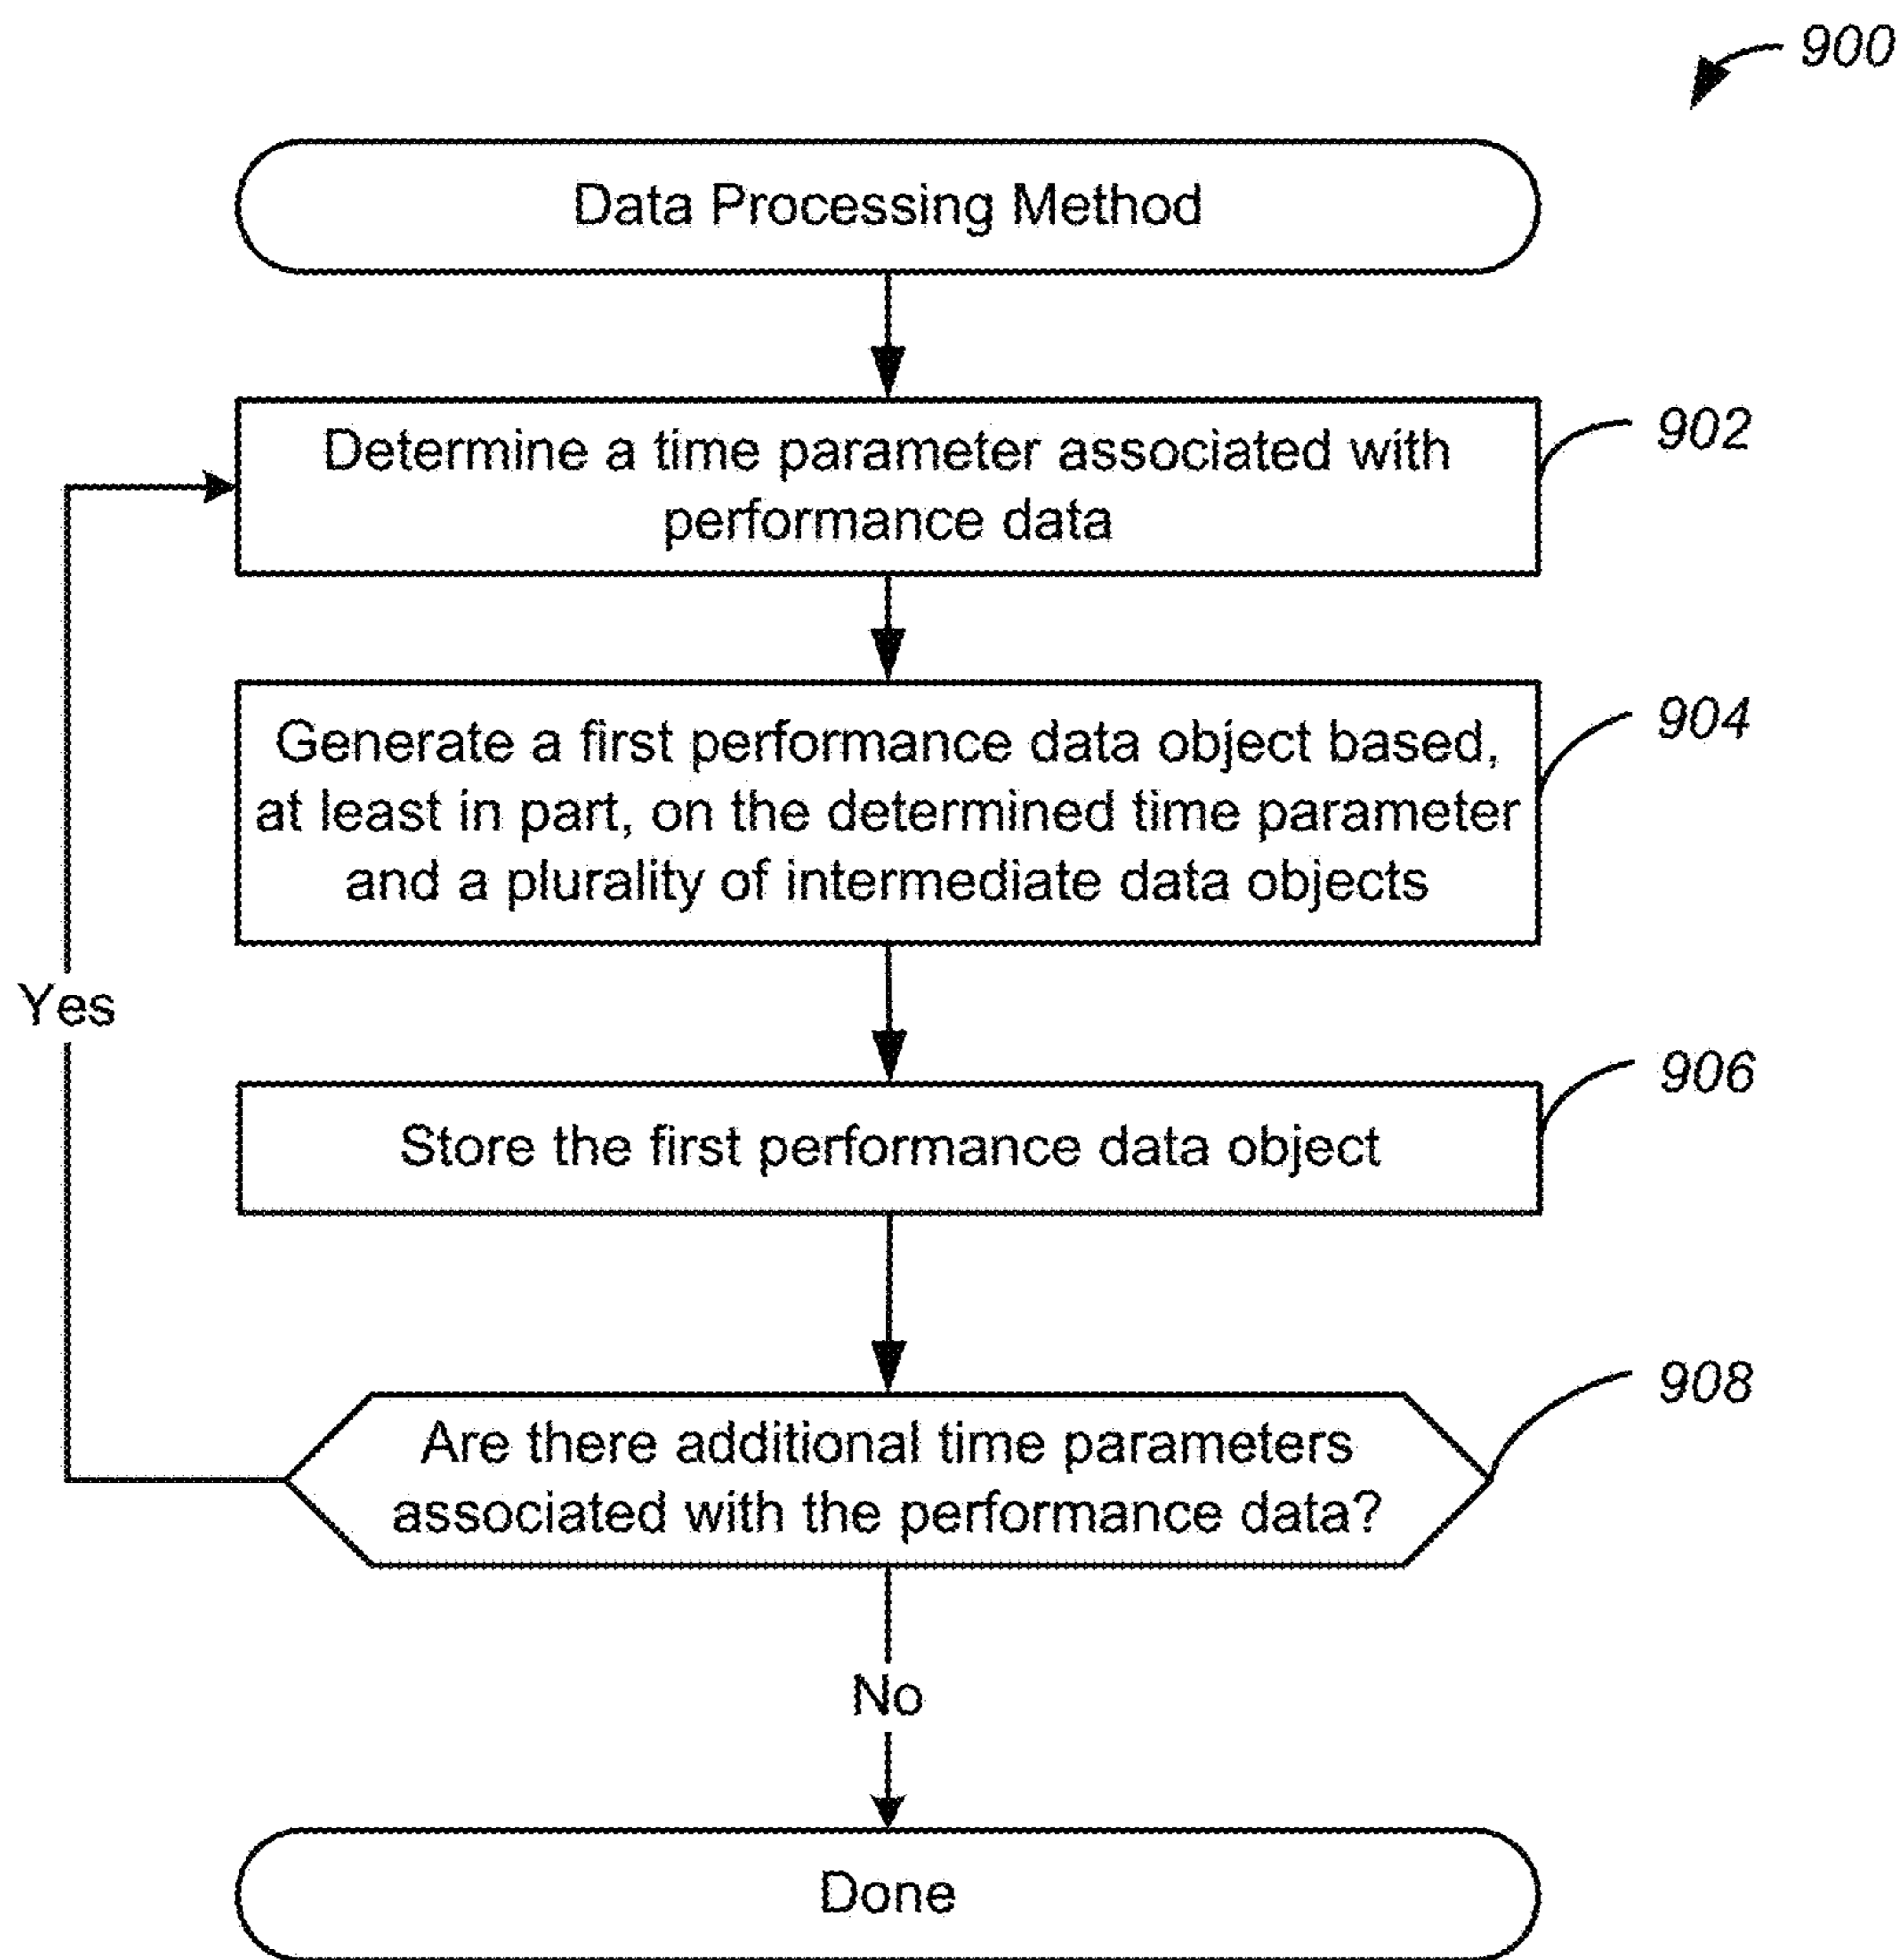 900
Data Processing Method
Determine a time parameter associated with
performance data
902
Generate a first performance data object based,
at least in part, on the determined time parameter
and a plurality of intermediate data objects
904
Yes
Store the first performance data object
906
Are there additional time parameters
associated with the performance data?
908
No
Done